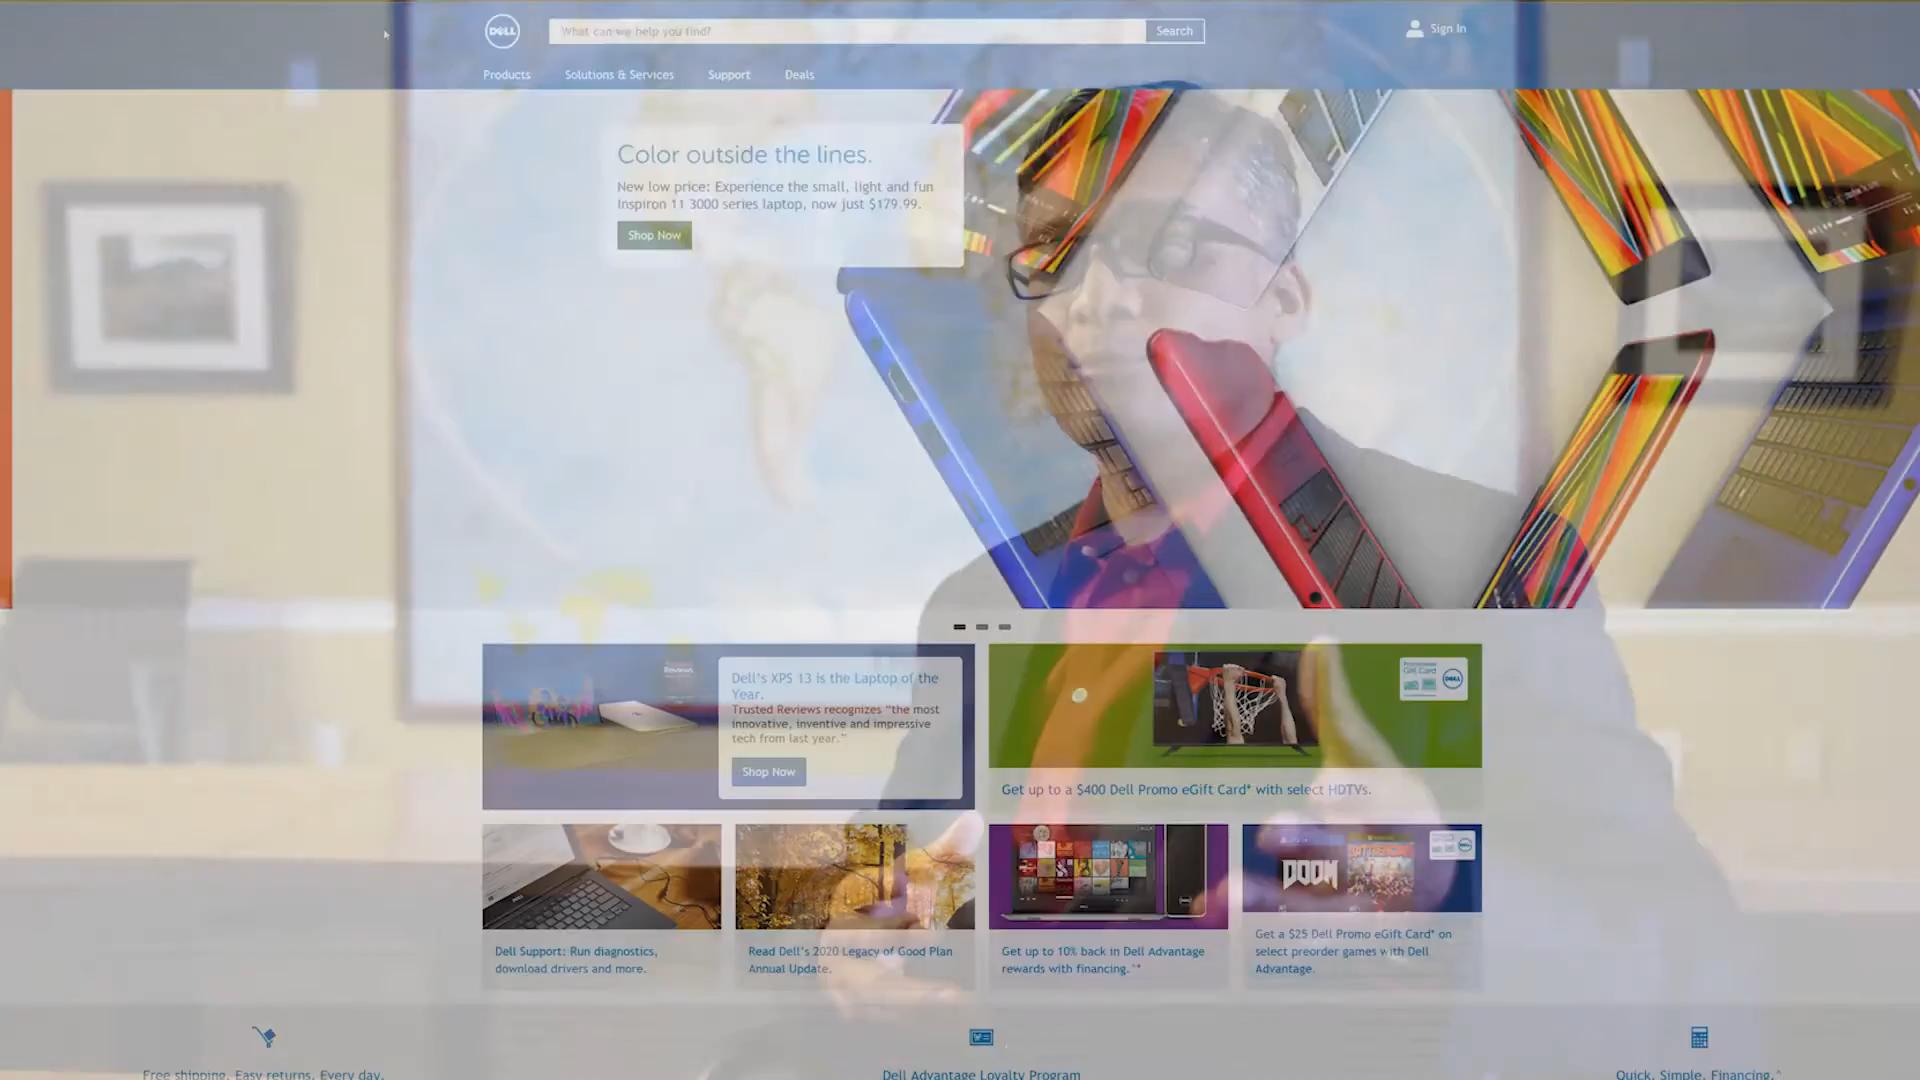 DELL
What can we help you find?
Search
Sign In
Products
Solutions & Services
Support
Deals
Color outside the lines.
New low price: Experience the small, light and fun
Inspiron 11 3000 series laptop, now just $179.99.
Shop Now
Reviews
Dell's XPS 13 is the Laptop of the
Year.
Trusted Reviews recognizes "the most
innovative, inventive and impressive
tech from last year."
Shop Now
DELL
Get up to a $400 Dell Promo eGift Card* with select HDTVs.
DOOM
Dell Support: Run diagnostics,
download drivers and more.
Read Dell's 2020 Legacy of Good Plan
Annual Update.
Get up to 10% back in Dell Advantage
rewards with financing.^*
Get a $25 Dell Promo eGift Card* on
select preorder games with Dell
Advantage.
Free shipping. Easy returns. Every day.
Dell Advantage Loyalty Program
Quick. Simple. Financing.^